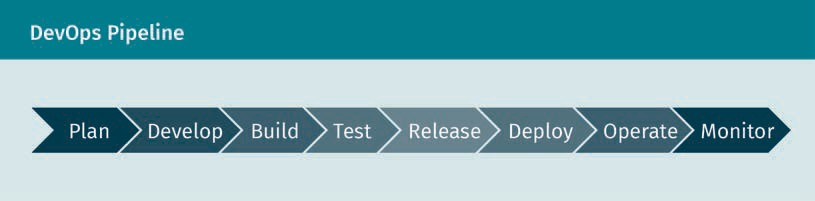 DevOps Pipeline
Plan Develop Build Test Release Deploy Operate Monitor